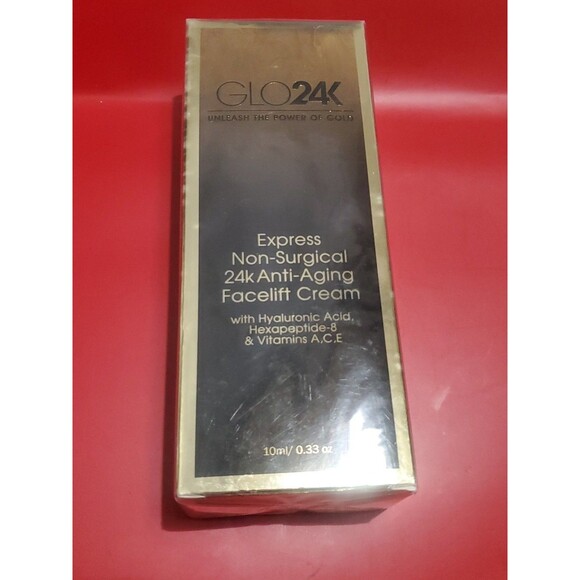 GLO24K
UNLEASH THE POWER OF GOLD
Express
Non-Surgical
24k Anti-Aging
Facelift Cream
with Hyaluronic Acid,
Hexapeptide-8
& Vitamins A,C,E
10ml/ 0.33 oz